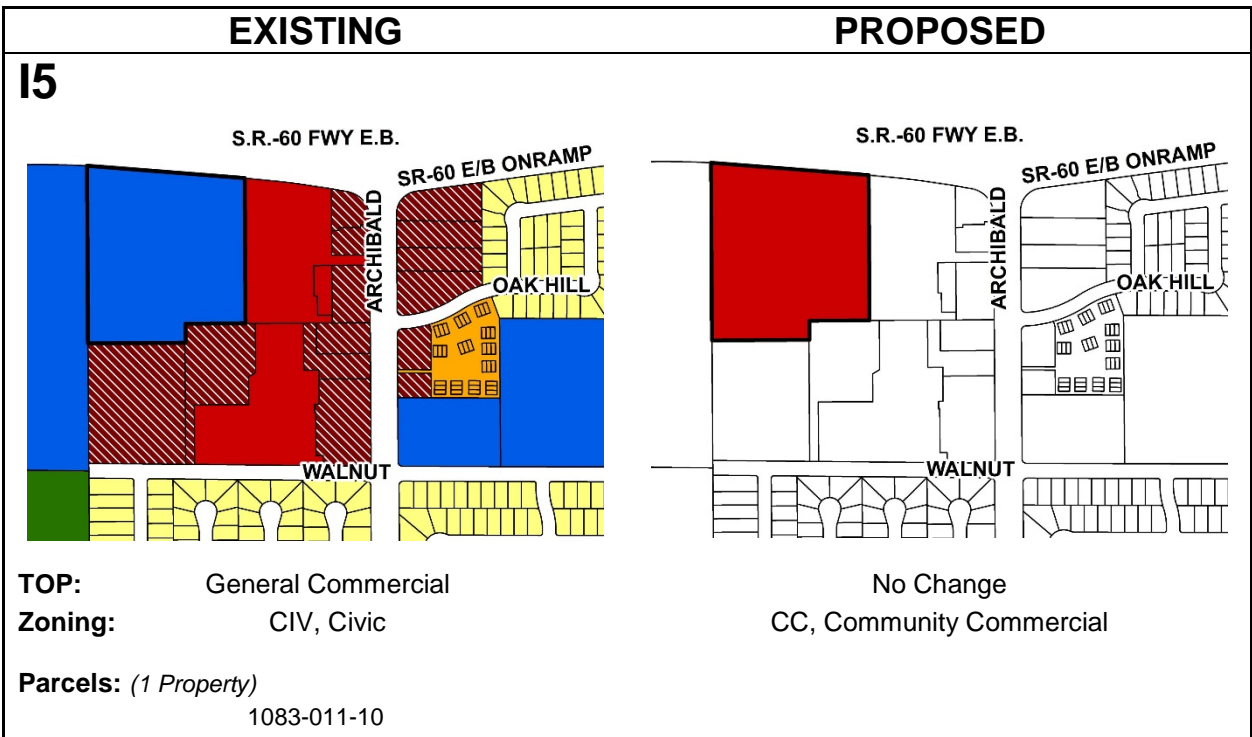 EXISTING PROPOSED
I5
S.R.-60 FWY E.B.
SR-60 E/B ONRAMP
ARCHIBALD
OAK HILL
WALNUT
S.R.-60 FWY E.B.
SR-60 E/B ONRAMP
ARCHIBALD
OAK HILL
WALNUT
TOP: General Commercial No Change
Zoning: CIV, Civic CC, Community Commercial
Parcels: (1 Property)
1083-011-10